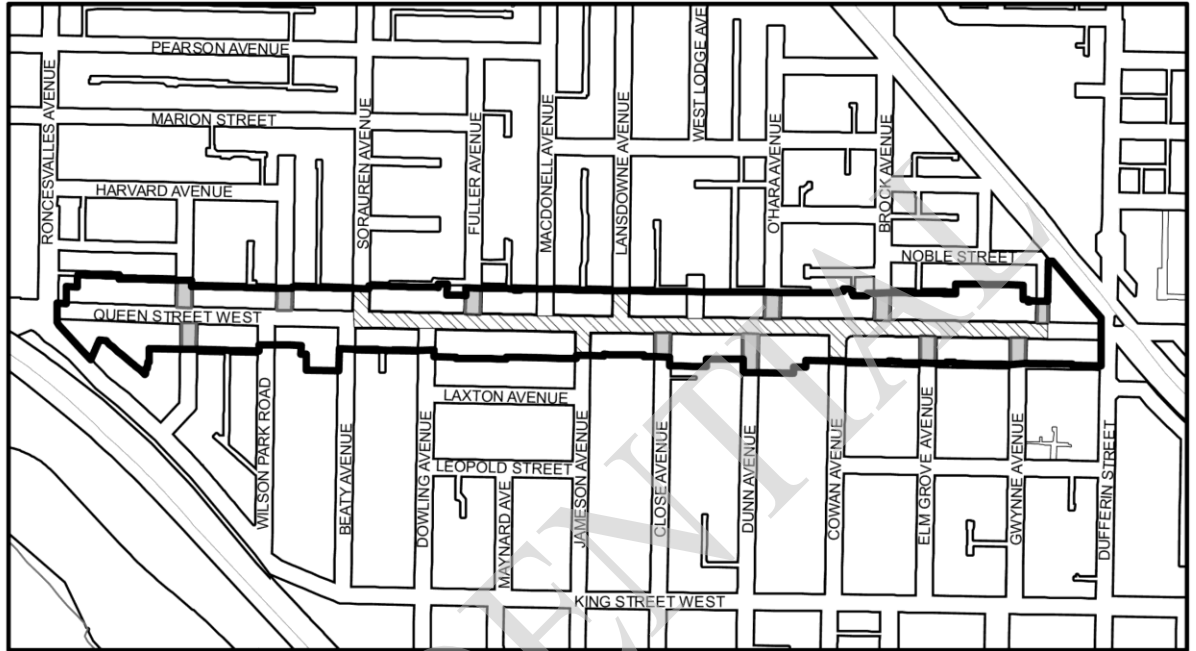 PEARSON AVENUE
MARION STREET
HARVARD AVENUE
RONCESVALLES AVENUE
SORAUREN AVENUE
FULLER AVENUE
MACDONELL AVENUE
LANSDOWNE AVENUE
WEST LODGE AVE
O'HARA AVENUE
BROCK AVENUE
NOBLE STREET
QUEEN STREET WEST
WILSON PARK ROAD
BEATY AVENUE
DOWLING AVENUE
LAXTON AVENUE
LEOPOLD STREET
MAYNARD AVE
JAMESON AVENUE
CLOSE AVENUE
DUNN AVENUE
COWAN AVENUE
ELM GROVE AVENUE
GWYNNE AVENUE
DUFFERIN STREET
KING STREET WEST
ENTIAL